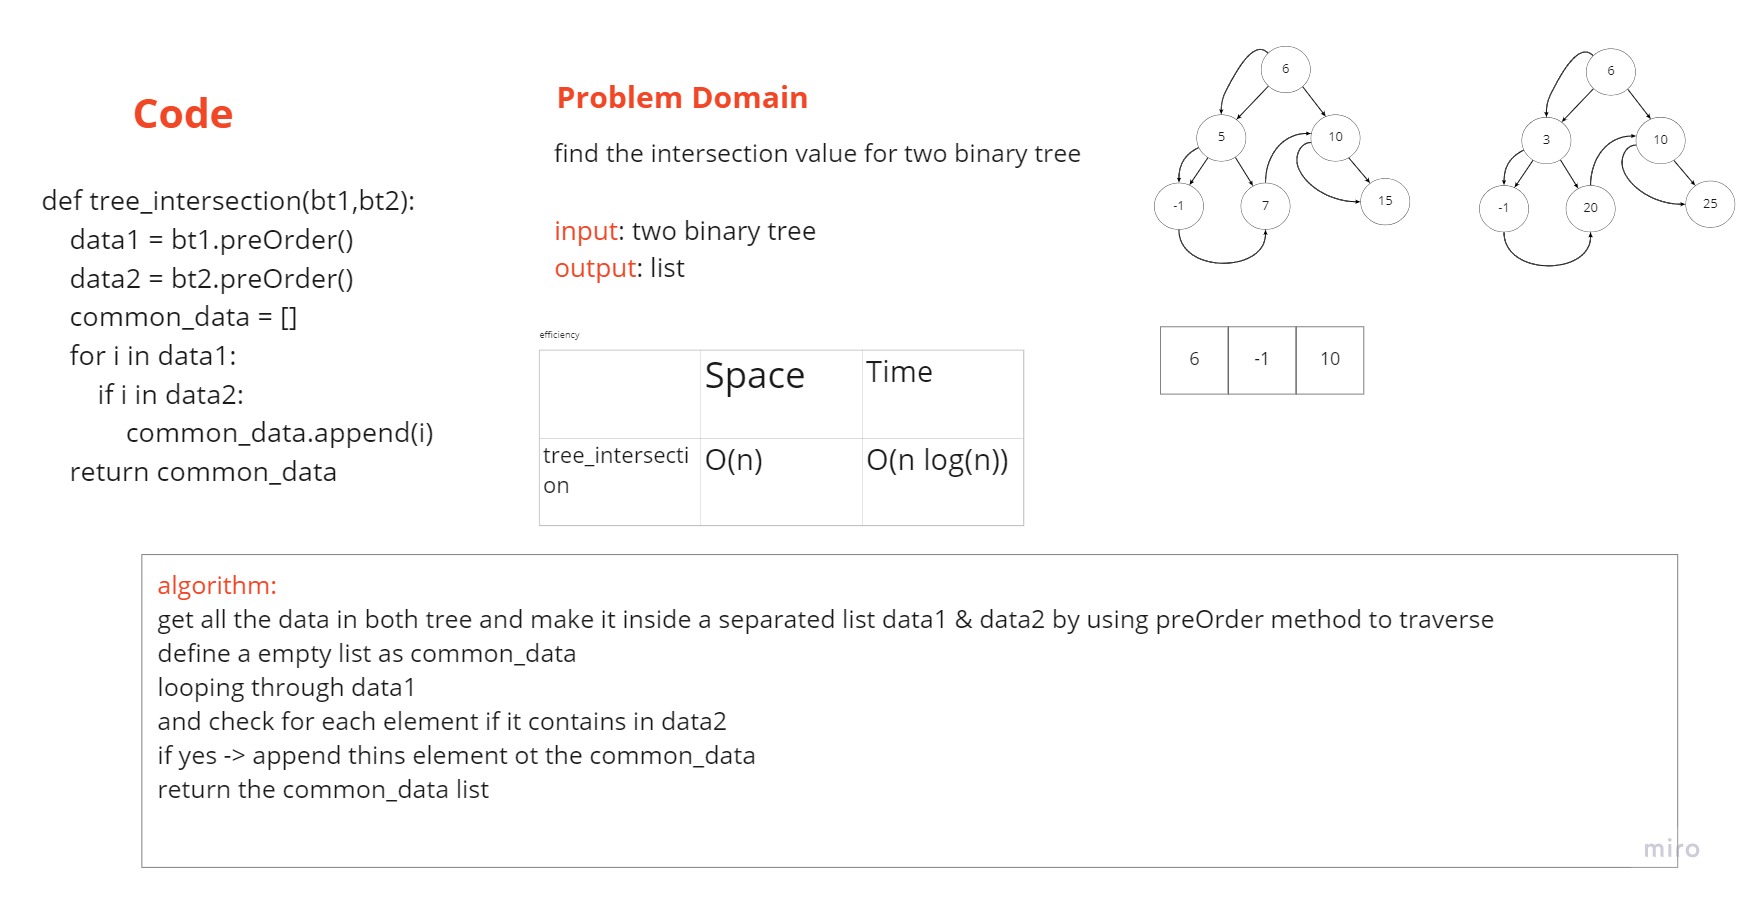 Code
def tree_intersection(bt1,bt2):
data1 = bt1.preOrder()
data2 = bt2.preOrder()
common_data = []
for i in data1:
if i in data2:
common_data.append(i)
return common_data
Problem Domain
find the intersection value for two binary tree
input: two binary tree
output: list
efficiency
Space
Time
tree_intersecti
on
O(n)
O(n log(n))
6
5
10
-1
7
15
6
3
10
-1
20
25
6
-1
10
algorithm:
get all the data in both tree and make it inside a separated list data1 & data2 by using preOrder method to traverse
define a empty list as common_data
looping through data1
and check for each element if it contains in data2
if yes -> append thins element ot the common_data
return the common_data list
miro